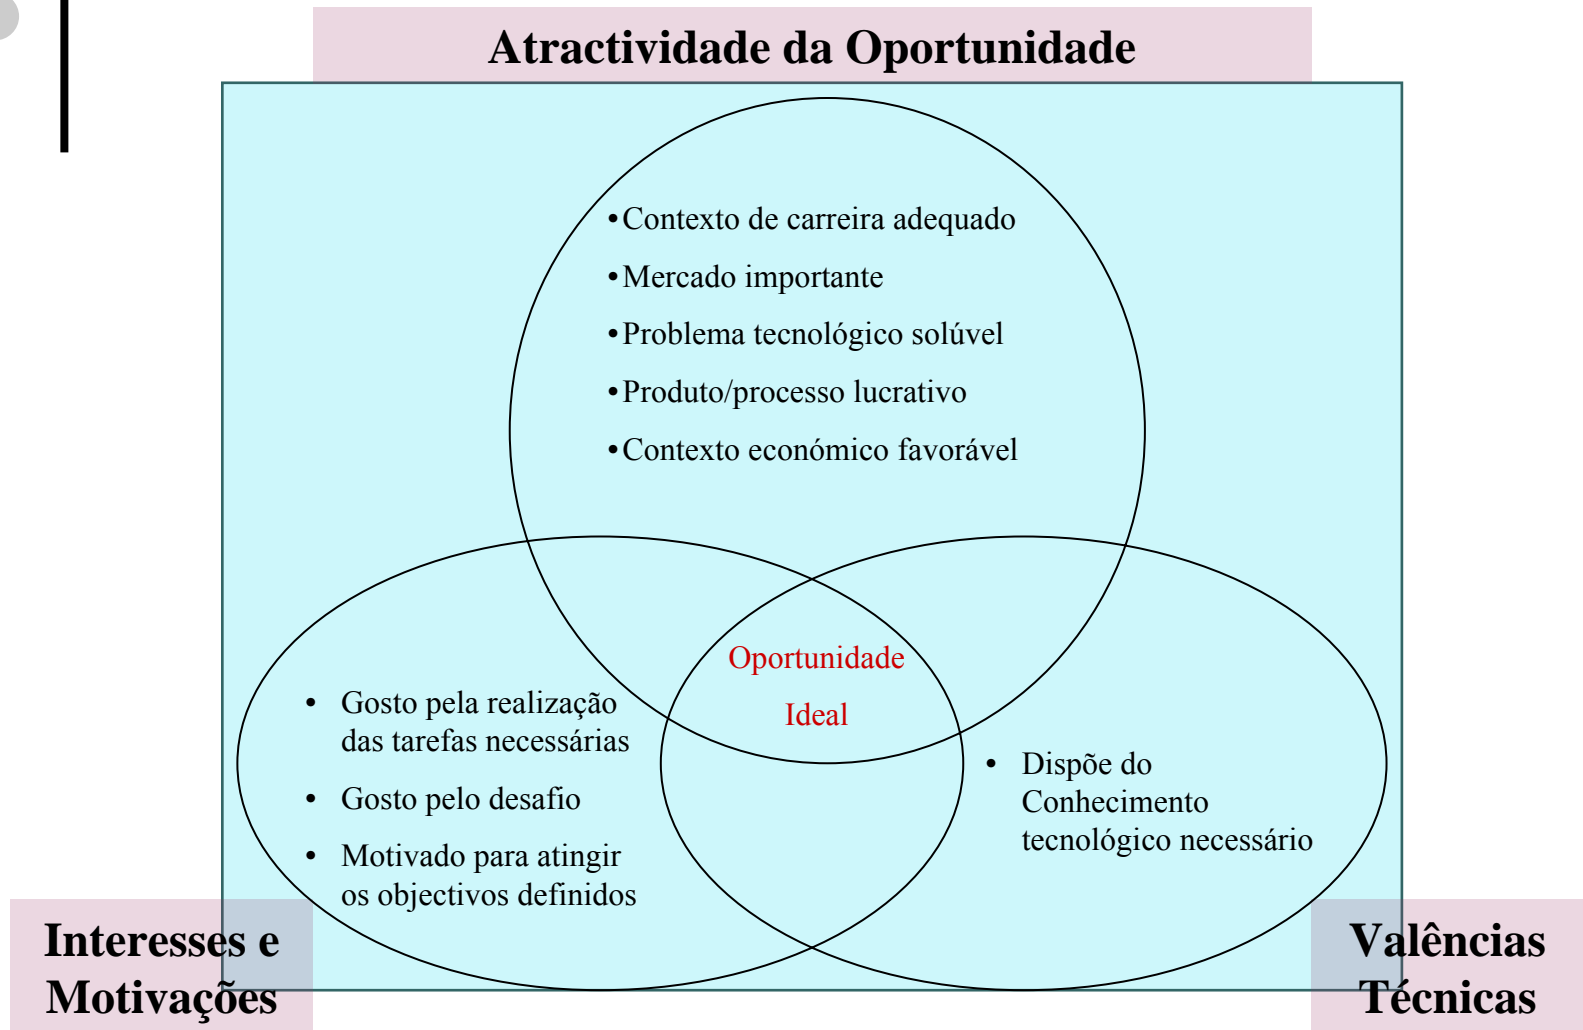 Atractividade da Oportunidade
•Contexto de carreira adequado
•Mercado importante
•Problema tecnológico solúvel
•Produto/processo lucrativo
•Contexto económico favorável
Oportunidade
Ideal
• Gosto pela realização
das tarefas necessárias
• Gosto pelo desafio
• Motivado para atingir
os objectivos definidos
• Dispõe do
Conhecimento
tecnológico necessário
Interesses e
Motivações
Valências
Técnicas